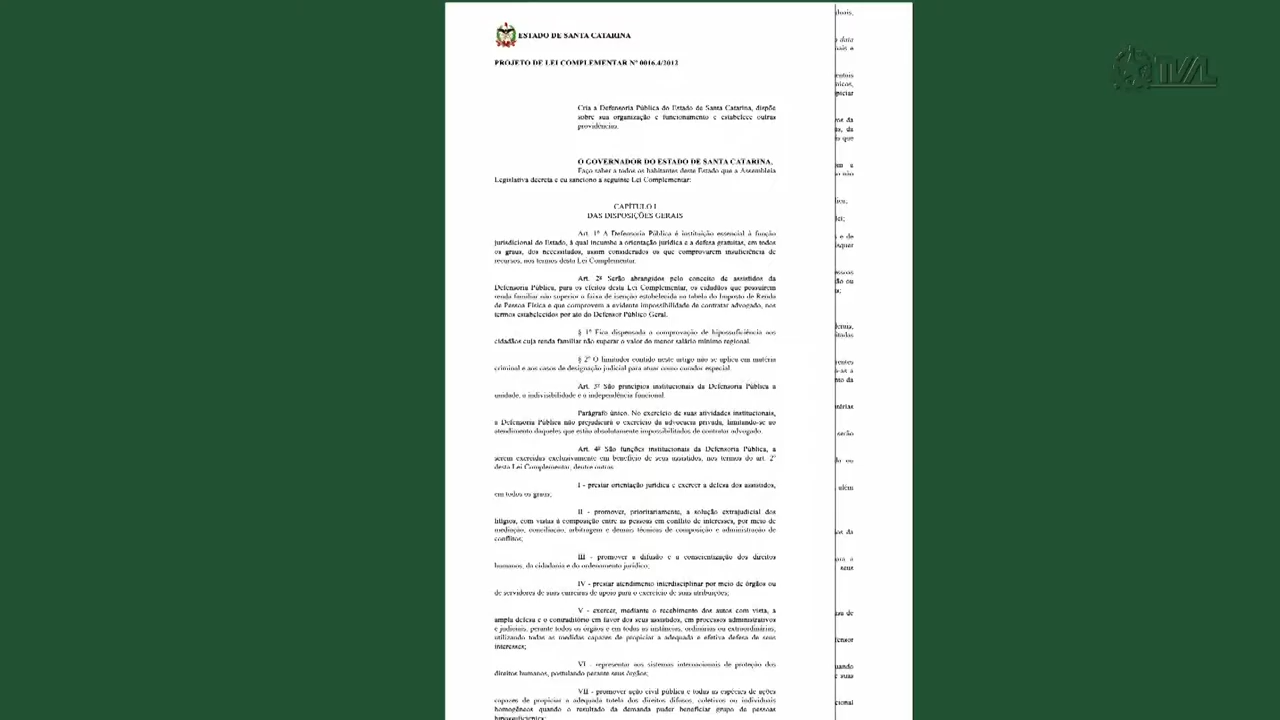 ESTADO DE SANTA CATARINA
PROJETO DE LEI COMPLEMENTAR Nº 0016.4/2012
Cria a Defensoria Pública do Estado de Santa Catarina, dispõe
sobre sua organização e funcionamento e estabelece outras
providências.
O GOVERNADOR DO ESTADO DE SANTA CATARINA,
Faço saber a todos os habitantes deste Estado que a Assembleia
Legislativa decreta e eu sanciono a seguinte Lei Complementar:
CAPÍTULO I
DAS DISPOSIÇÕES GERAIS
Art. 1º A Defensoria Pública é instituição essencial à função
jurisdicional do Estado, à qual incumbe a orientação jurídica e a defesa gratuitas, em todos
os graus, dos necessitados, assim considerados os que comprovarem insuficiência de
recursos, nos termos desta Lei Complementar.
Art. 2º Serão abrangidos pelo conceito de assistidos da
Defensoria Pública, para os efeitos desta Lei Complementar, os cidadãos que possuírem
renda familiar não superior a faixa de isenção estabelecida na tabela do Imposto de Renda
de Pessoa Física e que comprovem a evidente impossibilidade de contratar advogado, nos
termos estabelecidos por ato do Defensor Público Geral.
§ 1º Fica dispensada a comprovação de hipossuficiência aos
cidadãos cuja renda familiar não superar o valor do menor salário mínimo regional.
§ 2º O limitador contido neste artigo não se aplica em matéria
criminal e aos casos de designação judicial para atuar como curador especial.
Art. 3º São princípios institucionais da Defensoria Pública a
unidade, a indivisibilidade e a independência funcional.
Parágrafo único. No exercício de suas atividades institucionais,
a Defensoria Pública não prejudicará o exercício da advocacia privada, limitando-se ao
atendimento daqueles que estão absolutamente impossibilitados de contratar advogado.
Art. 4º São funções institucionais da Defensoria Pública, a
serem exercidas exclusivamente em benefício de seus assistidos, nos termos do art. 2º
desta Lei Complementar, dentre outras:
I - prestar orientação jurídica e exercer a defesa dos assistidos,
em todos os graus;
II - promover, prioritariamente, a solução extrajudicial dos
litígios, com vistas à composição entre as pessoas em conflito de interesses, por meio de
mediação, conciliação, arbitragem e demais técnicas de composição e administração de
conflitos;
III - promover a difusão e a conscientização dos direitos
humanos, da cidadania e do ordenamento jurídico;
IV - prestar atendimento interdisciplinar por meio de órgãos ou
de servidores de suas carreiras de apoio para o exercício de suas atribuições;
V - exercer, mediante o recebimento dos autos com vista, a
ampla defesa e o contraditório em favor dos seus assistidos, em processos administrativos
e judiciais, perante todos os órgãos e em todas as instâncias, ordinárias ou extraordinárias,
utilizando todas as medidas capazes de propiciar a adequada e efetiva defesa de seus
interesses;
VI - representar aos sistemas internacionais de proteção dos
direitos humanos, postulando perante seus órgãos;
VII - promover ação civil pública e todas as espécies de ações
capazes de propiciar a adequada tutela dos direitos difusos, coletivos ou individuais
homogêneos quando o resultado da demanda puder beneficiar grupo de pessoas
hipossuficientes;
TVAL